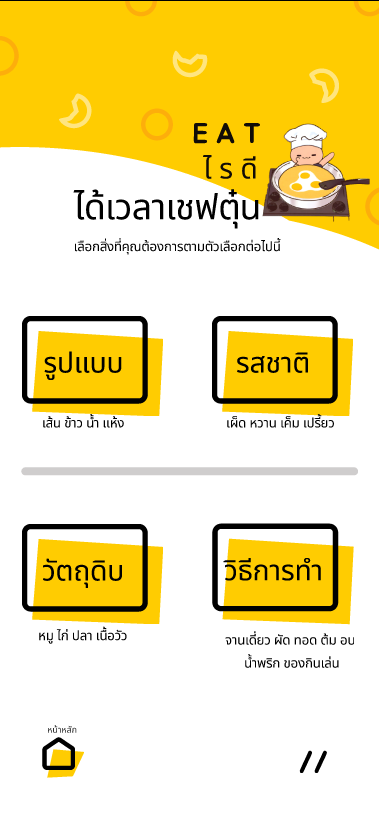 EAT
ไรดี
ได้เวลาเชฟตุ๋น
เลือกสิ่งที่คุณต้องการตามตัวเลือกต่อไปนี้
รูปแบบ
รสชาติ
เส้น ข้าว น้ำ แห้ง
เผ็ด หวาน เค็ม เปรี้ยว
วัตถุดิบ
วิธีการทำ
หมู ไก่ ปลา เนื้อวัว
จานเดี่ยว ผัด ทอด ต้ม อบ
น้ำพริก ของกินเล่น
หน้าหลัก